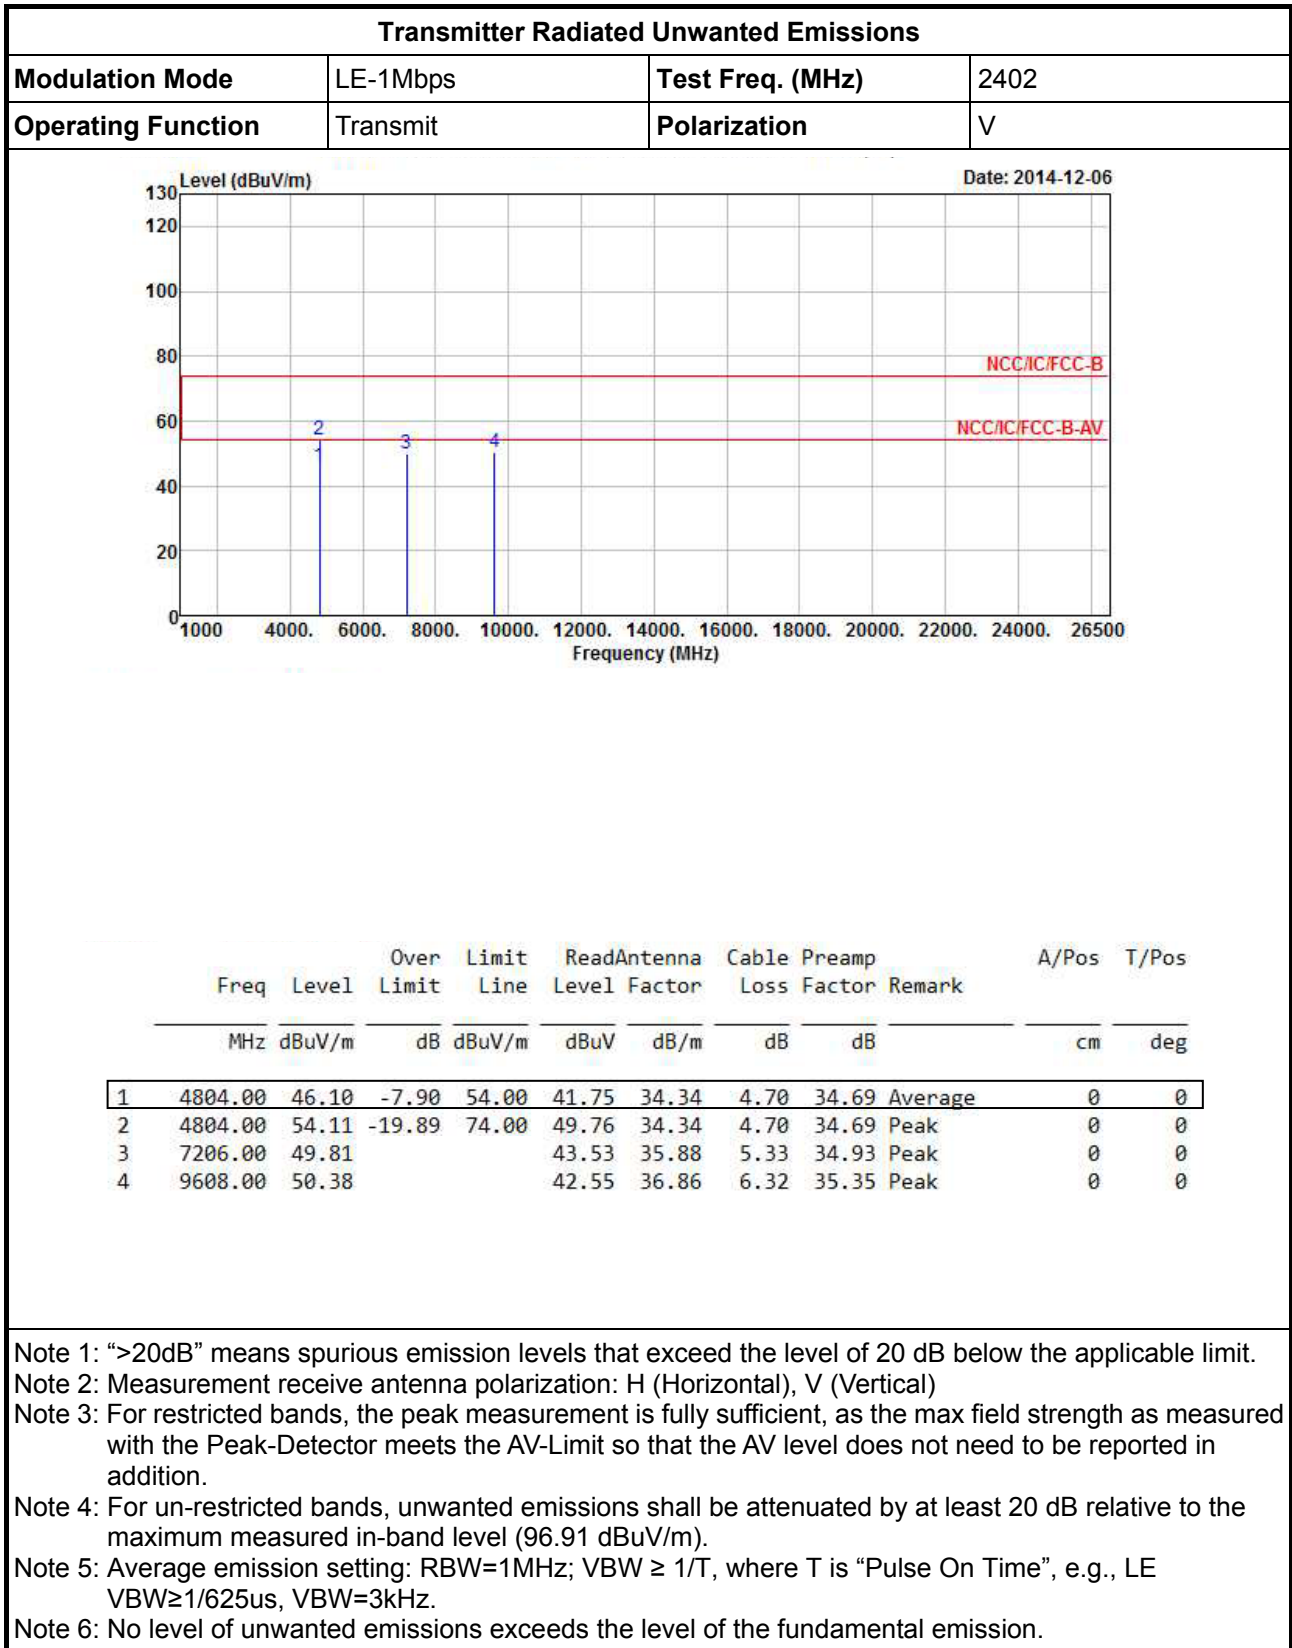 Transmitter Radiated Unwanted Emissions
Modulation Mode LE-1Mbps Test Freq. (MHz) 2402
Operating Function Transmit Polarization V
Level (dBuV/m) Date: 2014-12-06
130
120
100
80
NCC/IC/FCC-B
60
2
NCC/IC/FCC-B-AV
3
4
1
40
20
0
1000 4000. 6000. 8000. 10000. 12000. 14000. 16000. 18000. 20000. 22000. 24000. 26500
Frequency (MHz)
Over Limit ReadAntenna Cable Preamp A/Pos T/Pos
Freq Level Limit Line Level Factor Loss Factor Remark
MHz dBuV/m dB dBuV/m dBuV dB/m dB dB cm deg
1 4804.00 46.10 -7.90 54.00 41.75 34.34 4.70 34.69 Average 0 0
2 4804.00 54.11 -19.89 74.00 49.76 34.34 4.70 34.69 Peak 0 0
3 7206.00 49.81 43.53 35.88 5.33 34.93 Peak 0 0
4 9608.00 50.38 42.55 36.86 6.32 35.35 Peak 0 0
Note 1: “>20dB” means spurious emission levels that exceed the level of 20 dB below the applicable limit.
Note 2: Measurement receive antenna polarization: H (Horizontal), V (Vertical)
Note 3: For restricted bands, the peak measurement is fully sufficient, as the max field strength as measured
with the Peak-Detector meets the AV-Limit so that the AV level does not need to be reported in
addition.
Note 4: For un-restricted bands, unwanted emissions shall be attenuated by at least 20 dB relative to the
maximum measured in-band level (96.91 dBuV/m).
Note 5: Average emission setting: RBW=1MHz; VBW ≥ 1/T, where T is “Pulse On Time”, e.g., LE
VBW≥1/625us, VBW=3kHz.
Note 6: No level of unwanted emissions exceeds the level of the fundamental emission.